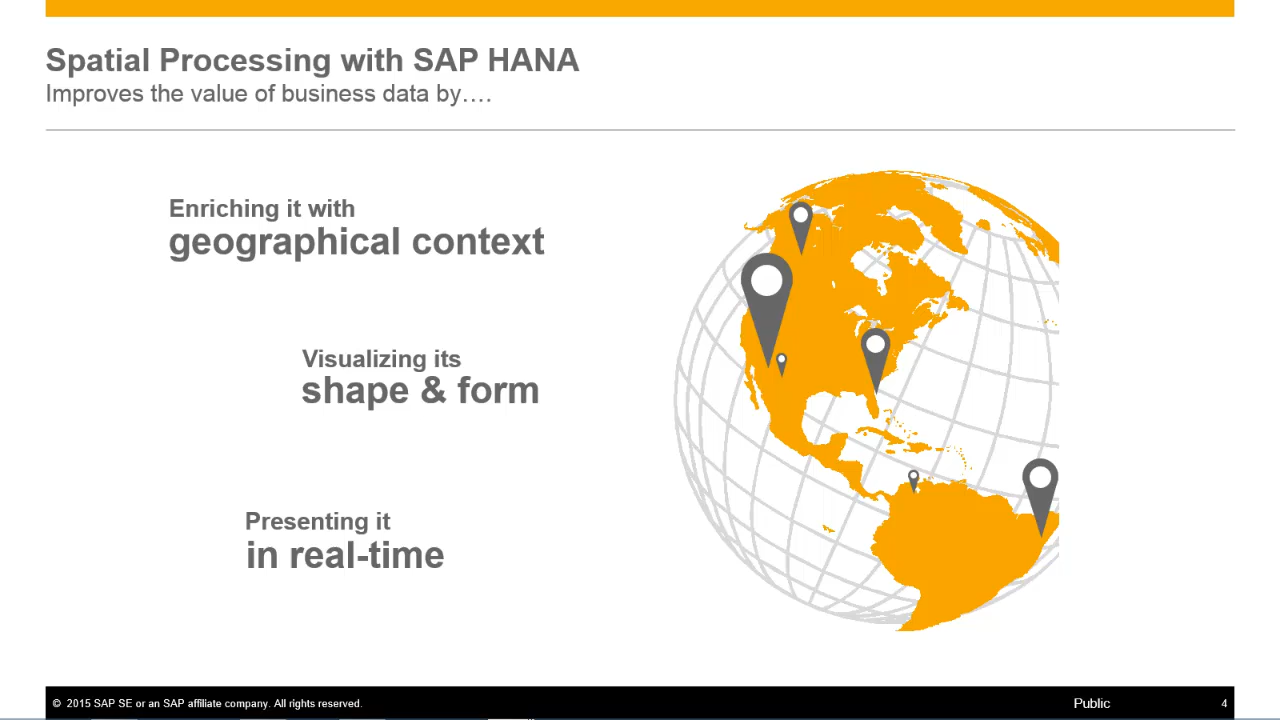 Spatial Processing with SAP HANA
Improves the value of business data by….
Enriching it with
geographical context
Visualizing its
shape & form
Presenting it
in real-time
© 2015 SAP SE or an SAP affiliate company. All rights reserved.
Public
4